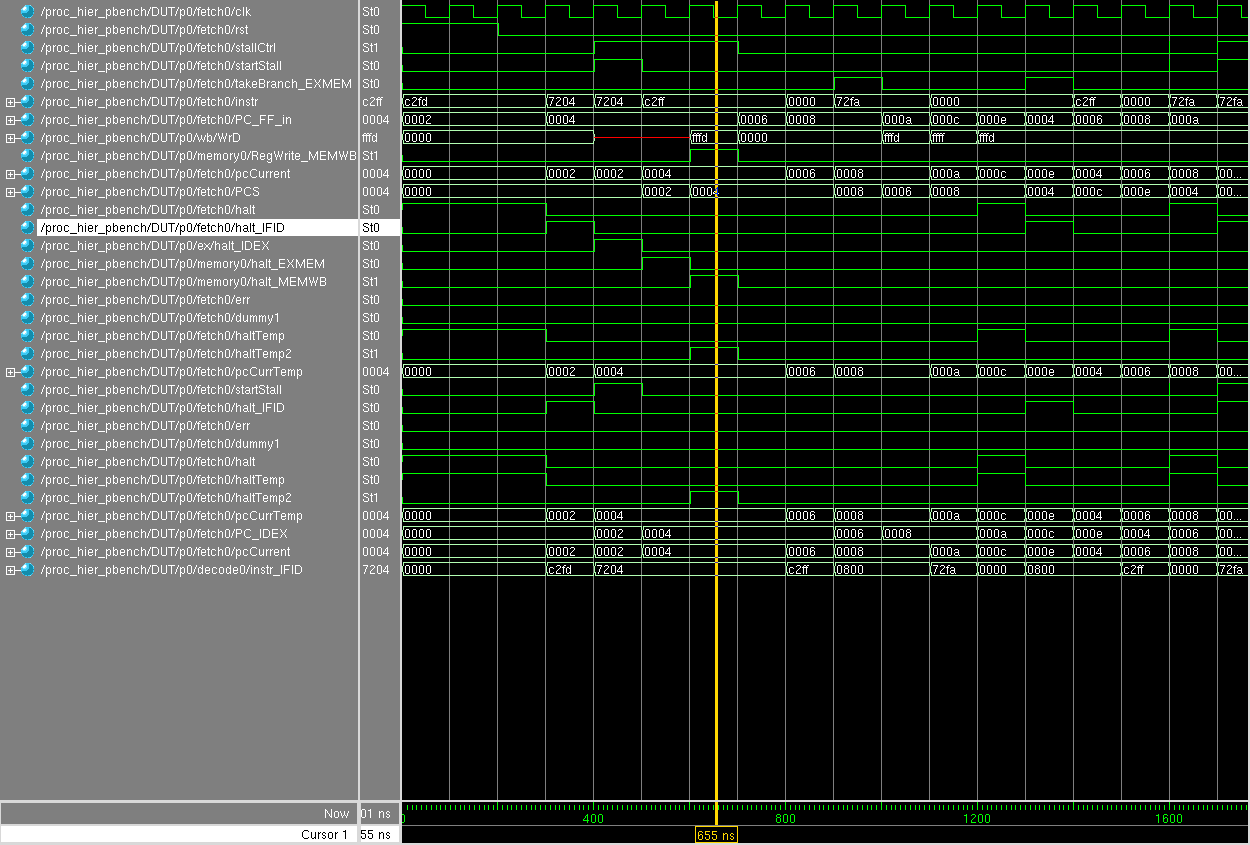 /proc_hier_pbench/DUT/p0/fetch0/clk St0
/proc_hier_pbench/DUT/p0/fetch0/rst St0
/proc_hier_pbench/DUT/p0/fetch0/stallCtrl St1
/proc_hier_pbench/DUT/p0/fetch0/startStall St0
/proc_hier_pbench/DUT/p0/fetch0/takeBranch_EXMEM St0
/proc_hier_pbench/DUT/p0/fetch0/instr c2ff c2fd 7204 7204 c2ff 0000 72fa 0000 c2ff 0000 72fa 72fa
/proc_hier_pbench/DUT/p0/fetch0/PC_FF_in 0004 0002 0004 0006 0008 000a 000c 000e 0004 0006 0008 000a
/proc_hier_pbench/DUT/p0/wb/WrD fffd 0000 fffd 0000 fffd ffff fffd
/proc_hier_pbench/DUT/p0/memory0/RegWrite_MEMWB St1
/proc_hier_pbench/DUT/p0/fetch0/pcCurrent 0004 0000 0002 0002 0004 0006 0008 000a 000c 000e 0004 0006 0008 00...
/proc_hier_pbench/DUT/p0/fetch0/PCS 0004 0000 0002 0004 0008 0006 0008 0004 000c 000e 0004 00...
/proc_hier_pbench/DUT/p0/fetch0/halt St0
/proc_hier_pbench/DUT/p0/fetch0/halt_IFID St0
/proc_hier_pbench/DUT/p0/ex/halt_IDEX St0
/proc_hier_pbench/DUT/p0/memory0/halt_EXMEM St0
/proc_hier_pbench/DUT/p0/memory0/halt_MEMWB St1
/proc_hier_pbench/DUT/p0/fetch0/err St0
/proc_hier_pbench/DUT/p0/fetch0/dummy1 St0
/proc_hier_pbench/DUT/p0/fetch0/haltTemp St0
/proc_hier_pbench/DUT/p0/fetch0/haltTemp2 St1
/proc_hier_pbench/DUT/p0/fetch0/pcCurrTemp 0004 0000 0002 0004 0006 0008 000a 000c 000e 0004 0006 0008 00...
/proc_hier_pbench/DUT/p0/fetch0/startStall St0
/proc_hier_pbench/DUT/p0/fetch0/halt_IFID St0
/proc_hier_pbench/DUT/p0/fetch0/err St0
/proc_hier_pbench/DUT/p0/fetch0/dummy1 St0
/proc_hier_pbench/DUT/p0/fetch0/halt St0
/proc_hier_pbench/DUT/p0/fetch0/haltTemp St0
/proc_hier_pbench/DUT/p0/fetch0/haltTemp2 St1
/proc_hier_pbench/DUT/p0/fetch0/pcCurrTemp 0004 0000 0002 0004 0006 0008 000a 000c 000e 0004 0006 0008 00...
/proc_hier_pbench/DUT/p0/fetch0/PC_IDEX 0004 0000 0002 0004 0006 0008 000a 000c 000e 0004 0006 00...
/proc_hier_pbench/DUT/p0/fetch0/pcCurrent 0004 0000 0002 0002 0004 0006 0008 000a 000c 000e 0004 0006 0008 00...
/proc_hier_pbench/DUT/p0/decode0/instr_IFID 7204 0000 c2fd 7204 c2ff 0800 72fa 0000 0800 c2ff 0000 72fa
Now 01 ns 0 400 800 1200 1600
Cursor 1 55 ns 655 ns